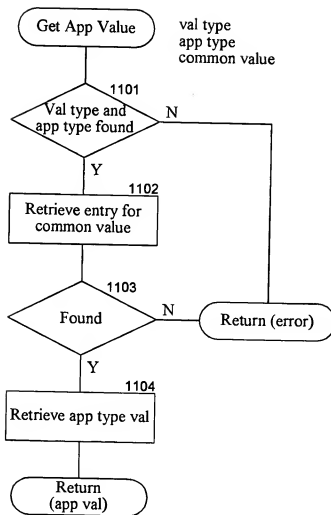 Get App Value
val type
app type
common value
1101
Val type and
app type found
N
Y
1102
Retrieve entry for
common value
1103
Found
N
Return (error)
Y
1104
Retrieve app type val
Return
(app val)